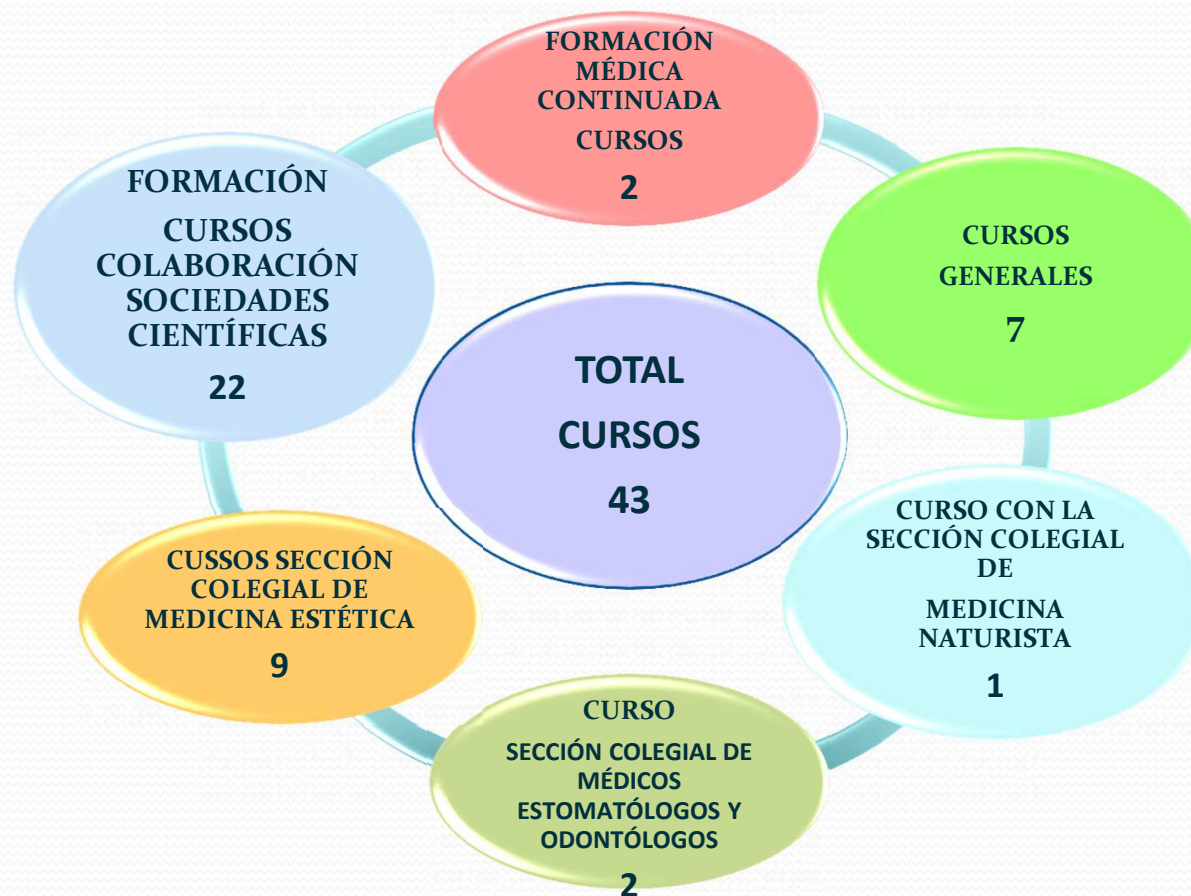 FORMACIÓN
MÉDICA
CONTINUADA
CURSOS
2
CURSOS
GENERALES
7
CURSO CON LA
SECCIÓN COLEGIAL
DE
MEDICINA
NATURISTA
1
CURSO
SECCIÓN COLEGIAL DE
MÉDICOS
ESTOMATÓLOGOS Y
ODONTÓLOGOS
2
CUSSOS SECCIÓN
COLEGIAL DE
MEDICINA ESTÉTICA
9
FORMACIÓN
CURSOS
COLABORACIÓN
SOCIEDADES
CIENTÍFICAS
22
TOTAL
CURSOS
43